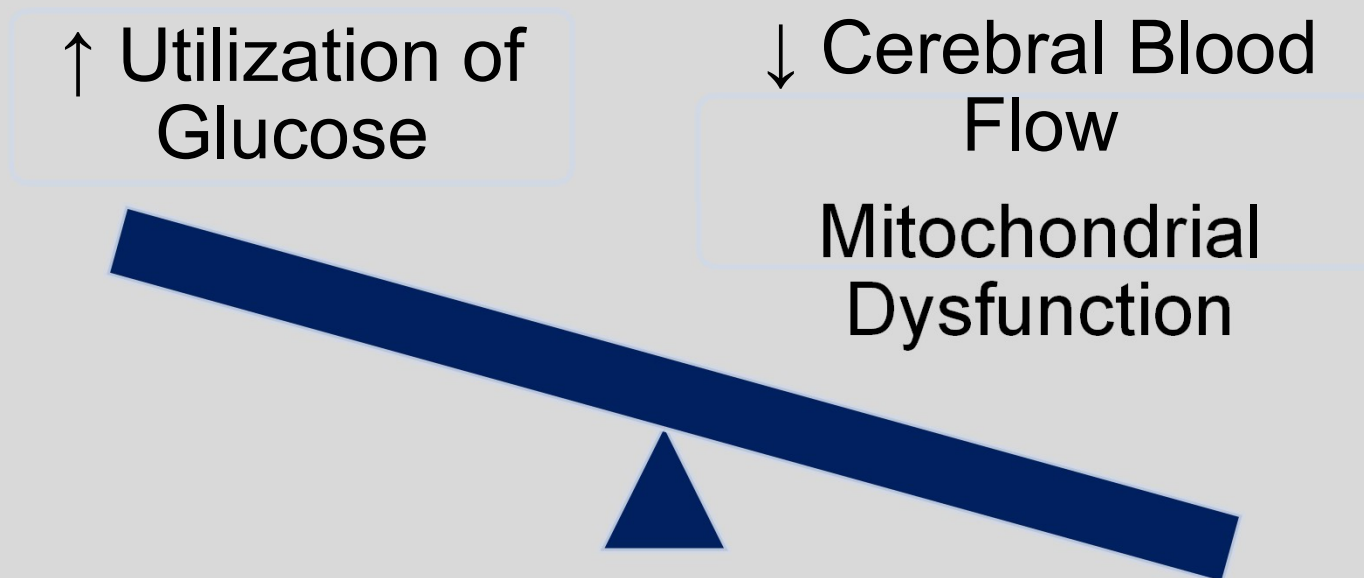 ↑ Utilization of
Glucose
↓ Cerebral Blood
Flow
Mitochondrial
Dysfunction